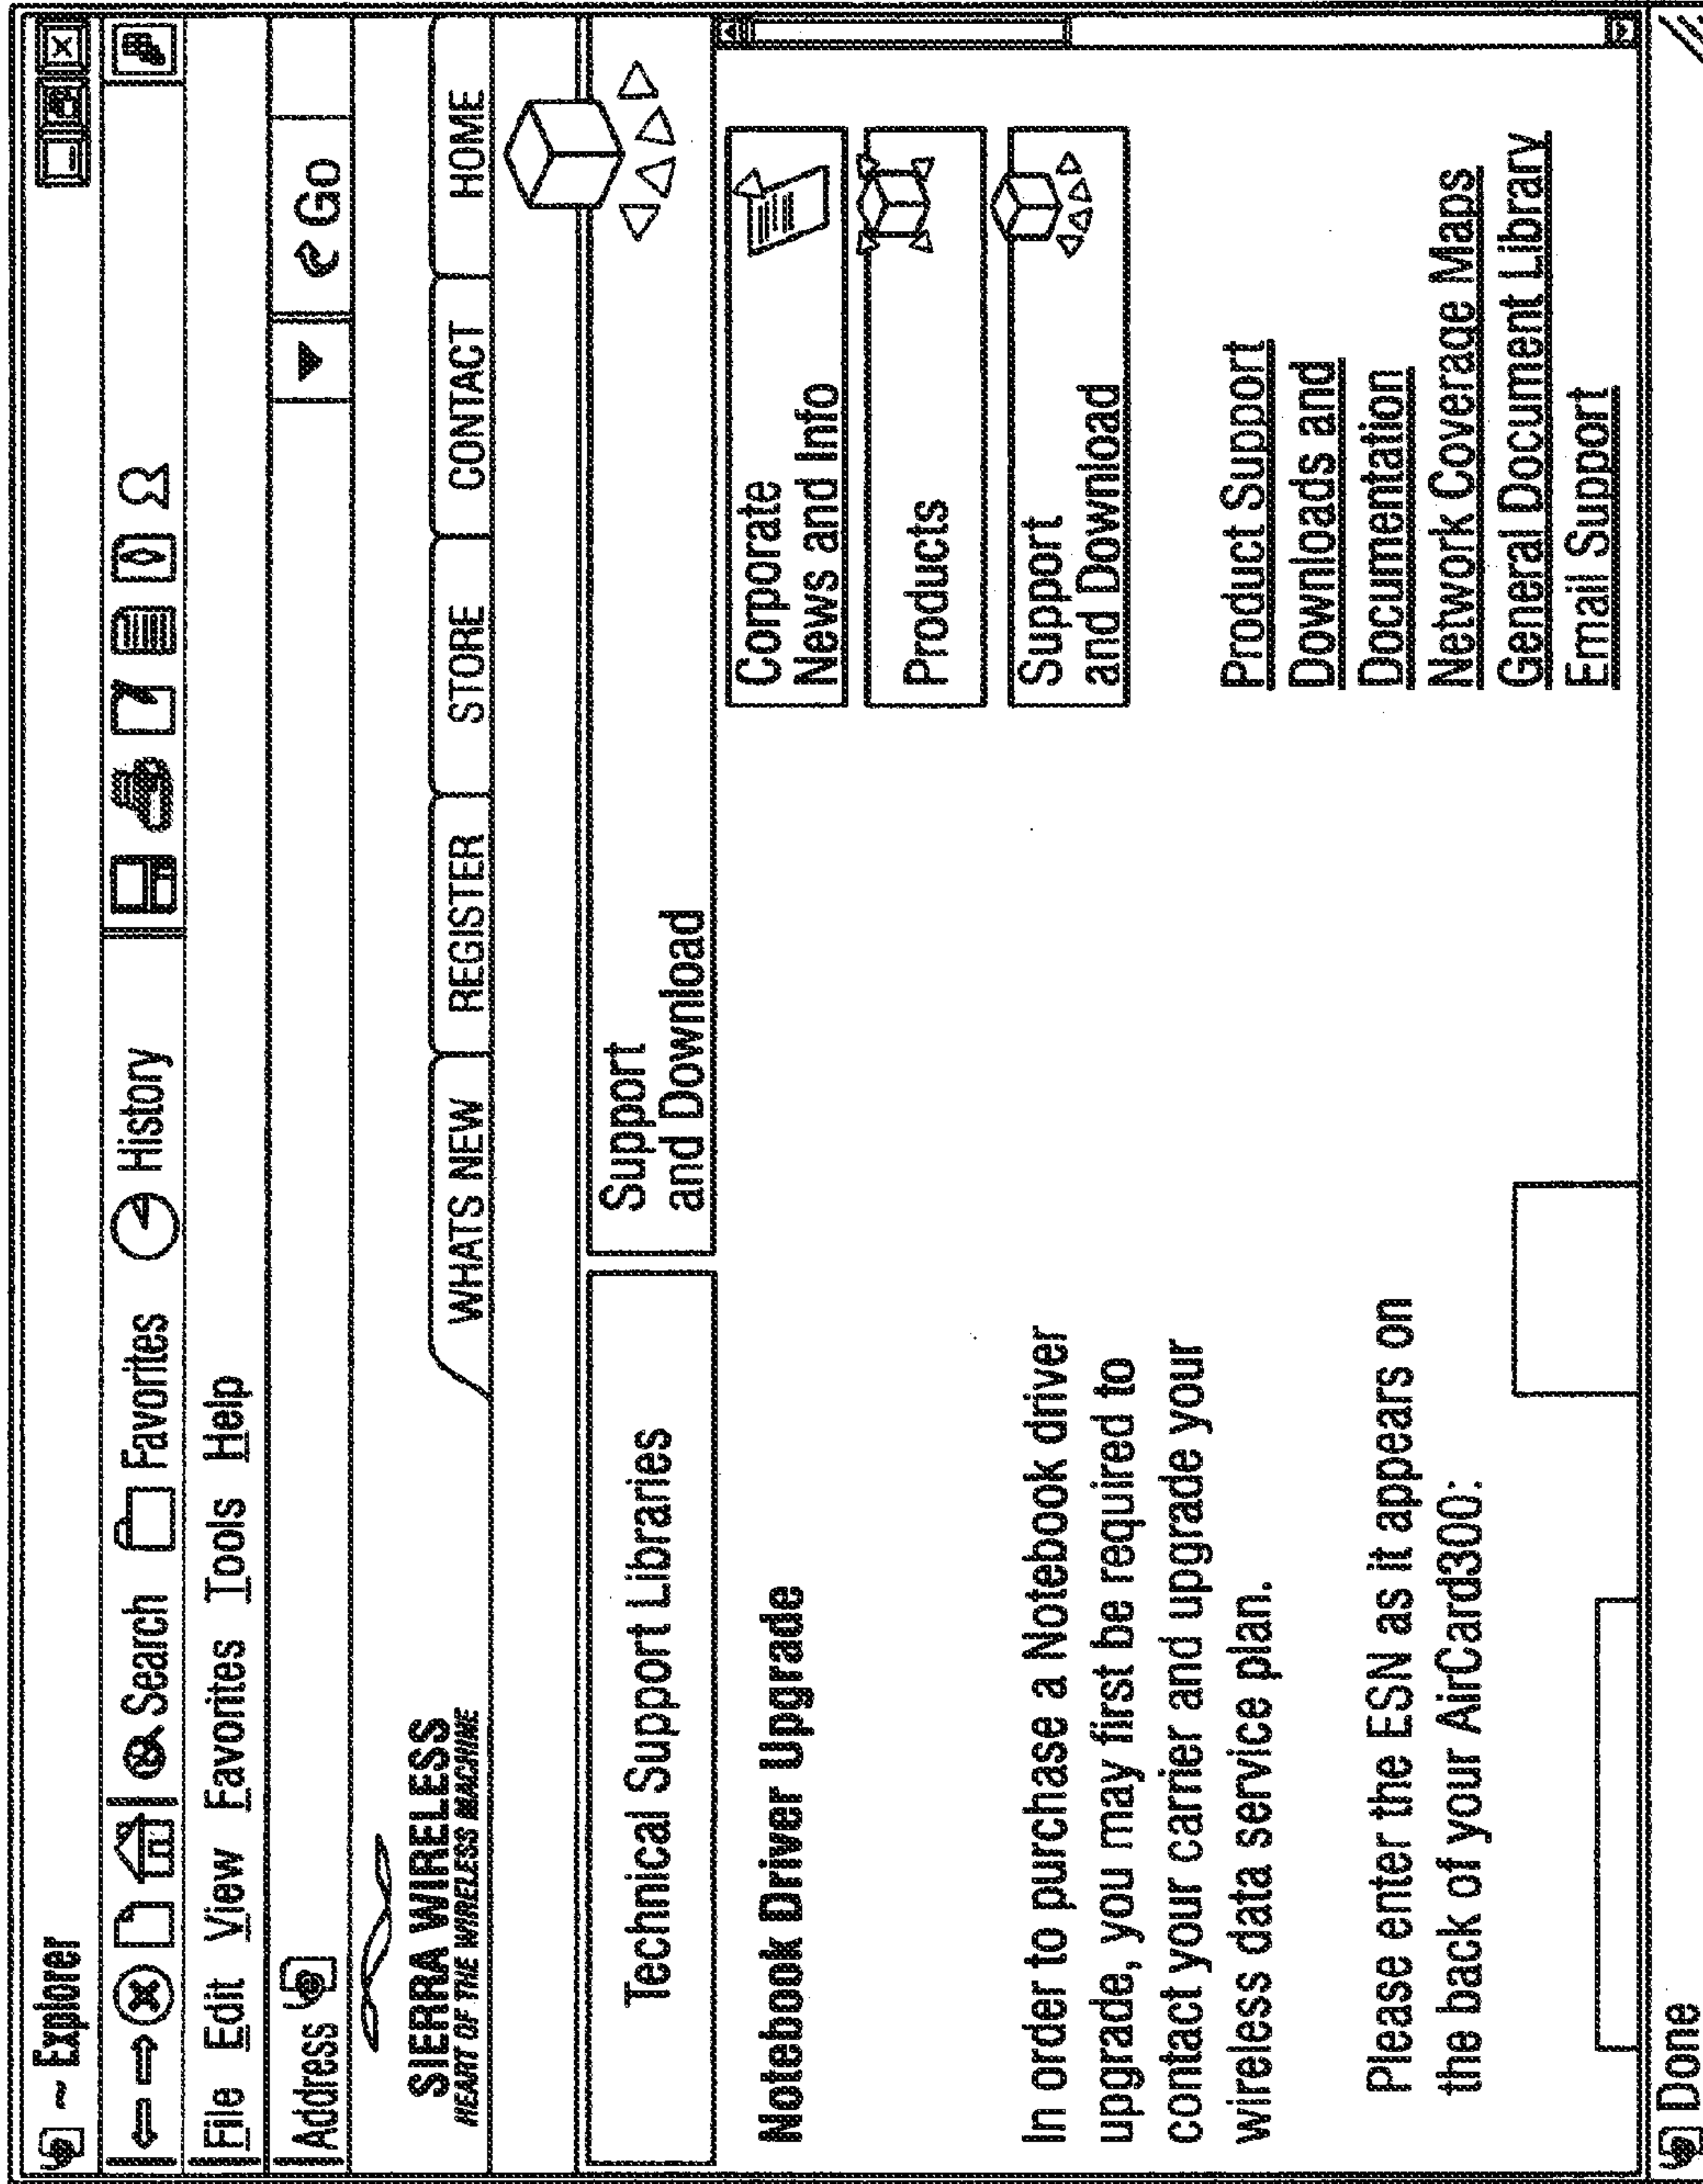 ~ Explorer
Search Favorites History
File Edit View Favorites Tools Help
Address Go
SIERRA WIRELESS
HEART OF THE WIRELESS MACHINE
WHATS NEW REGISTER STORE CONTACT HOME
Technical Support Libraries
Support
and Download
Notebook Driver Upgrade
In order to purchase a Notebook driver
upgrade, you may first be required to
contact your carrier and upgrade your
wireless data service plan.
Please enter the ESN as it appears on
the back of your AirCard300:
Corporate
News and Info
Products
Support
and Download
Product Support
Downloads and
Documentation
Network Coverage Maps
General Document Library
Email Support
Done